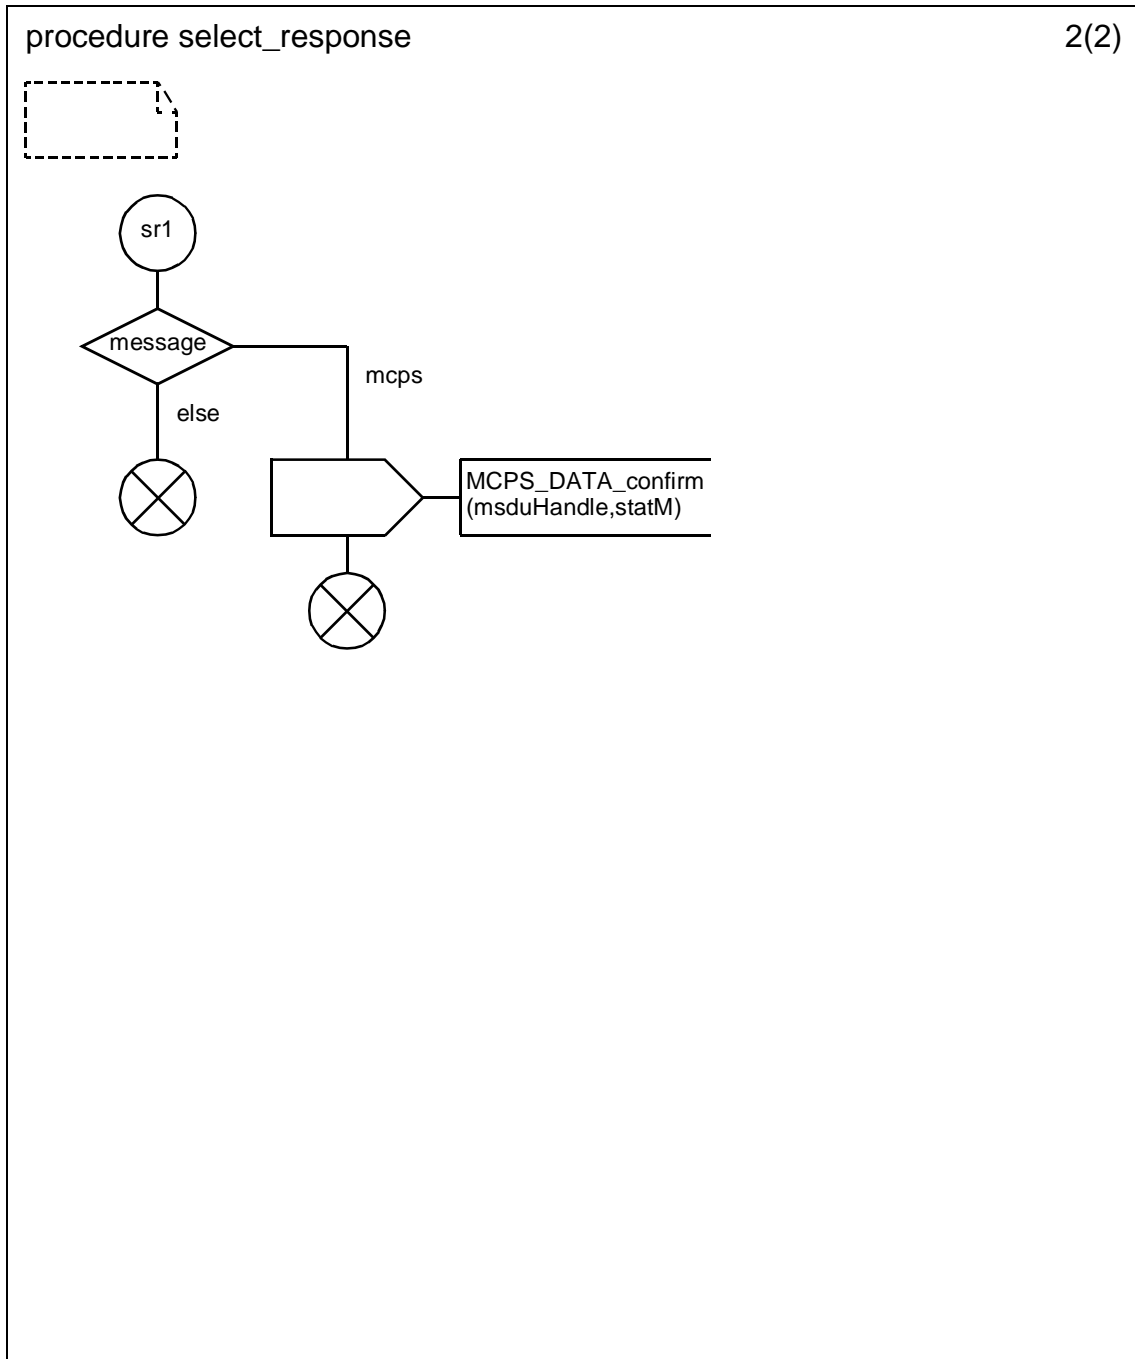 procedure select_response
2(2)
sr1
message
mcps
else
MCPS_DATA_confirm
(msduHandle,statM)